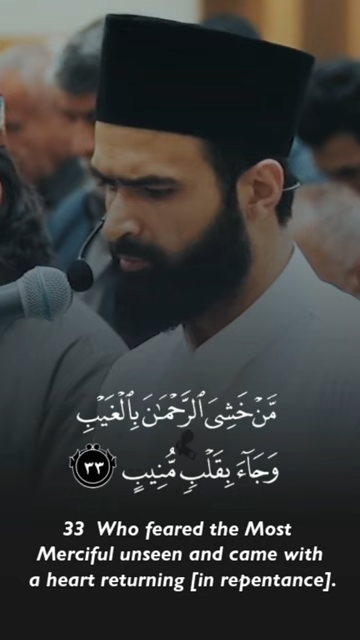 مَّنْ خَشِيَ ٱلرَّحْمَـٰنَ بِٱلْغَيْبِ
وَجَآءَ بِقَلْبٍ مُّنِيبٍ ٣٣
33 Who feared the Most
Merciful unseen and came with
a heart returning [in repentance].